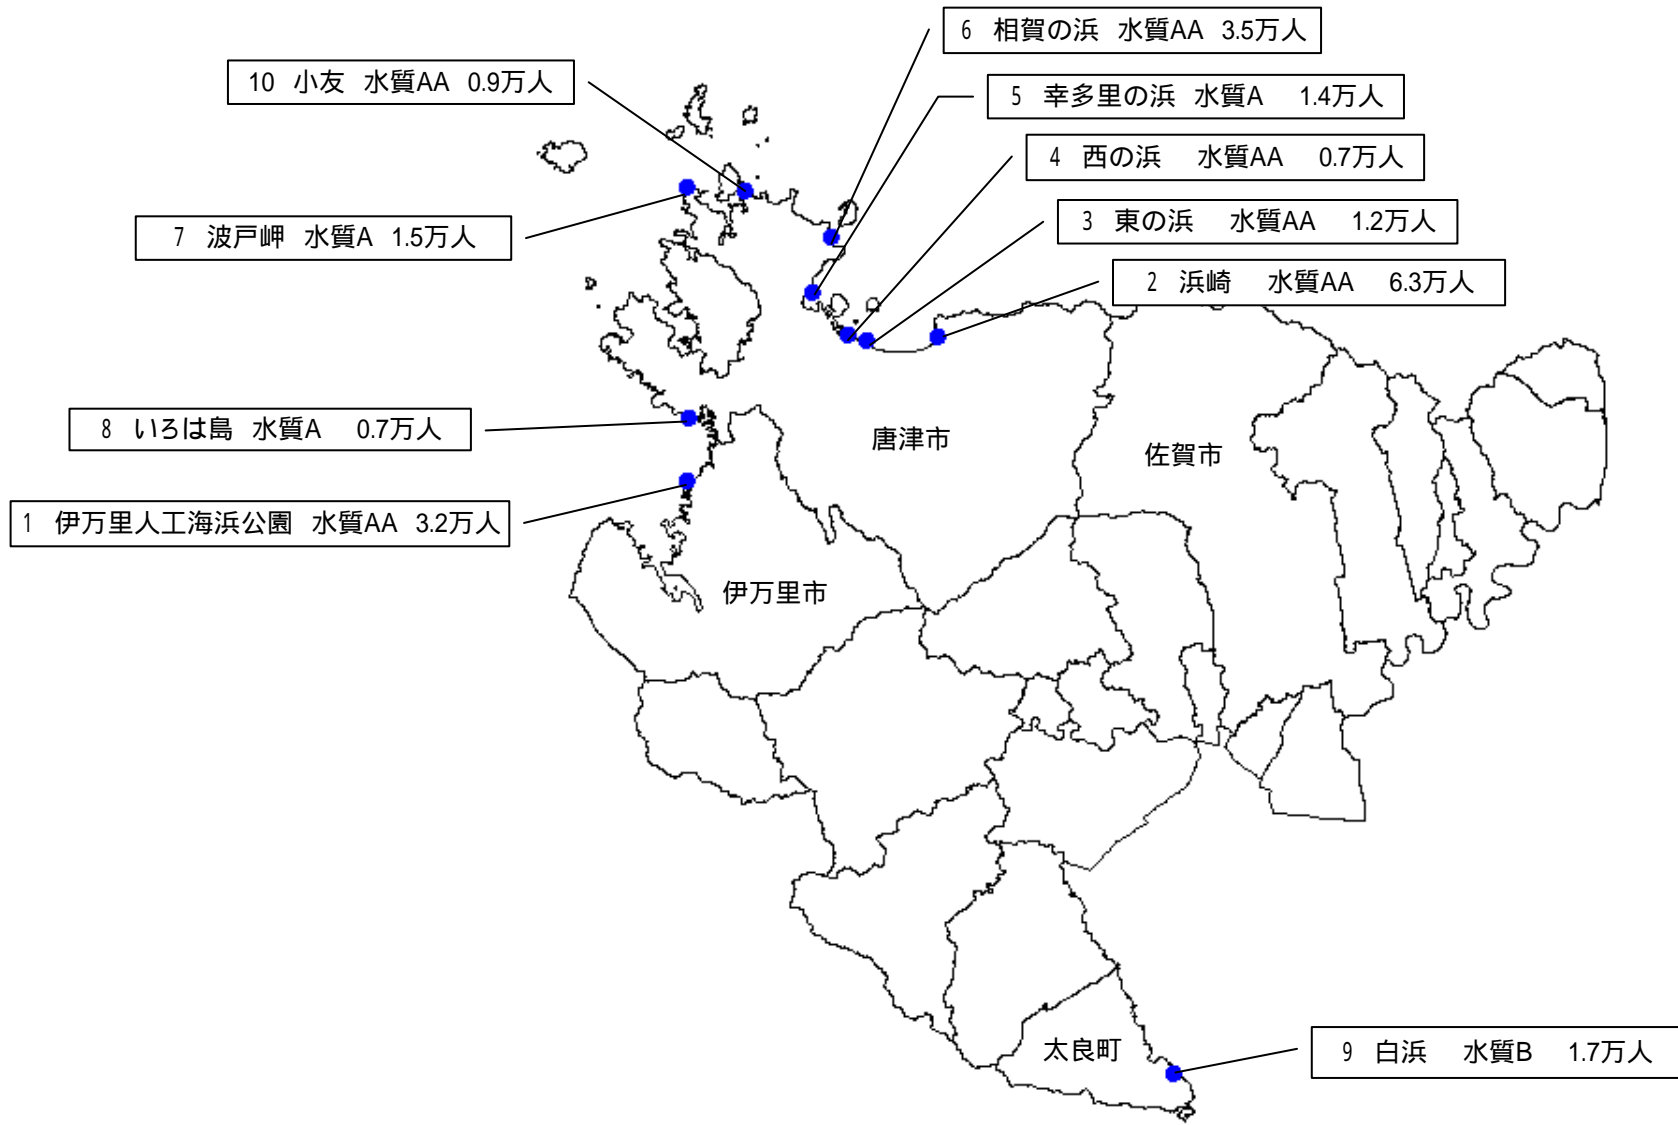 6 相賀の浜 水質AA 3.5万人
10 小友 水質AA 0.9万人
5 幸多里の浜 水質A 1.4万人
4 西の浜 水質AA 0.7万人
3 東の浜 水質AA 1.2万人
7 波戸岬 水質A 1.5万人
2 浜崎 水質AA 6.3万人
8 いろは島 水質A 0.7万人
唐津市
佐賀市
1 伊万里人工海浜公園 水質AA 3.2万人
伊万里市
太良町
9 白浜 水質B 1.7万人